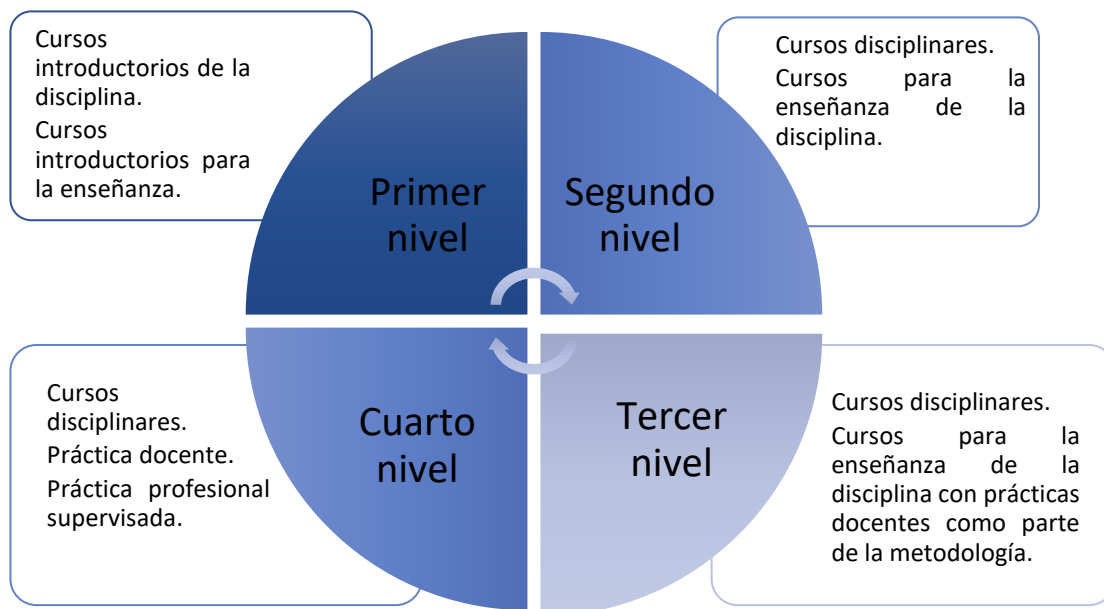 Cursos
introductorios de la
disciplina.
Cursos
introductorios para
la enseñanza.
Primer
nivel
Segundo
nivel
Cursos disciplinares.
Cursos para la
enseñanza de la
disciplina.
Cursos
disciplinares.
Práctica docente.
Práctica profesional
supervisada.
Cuarto
nivel
Tercer
nivel
Cursos disciplinares.
Cursos para la
enseñanza de la
disciplina con prácticas
docentes como parte
de la metodología.